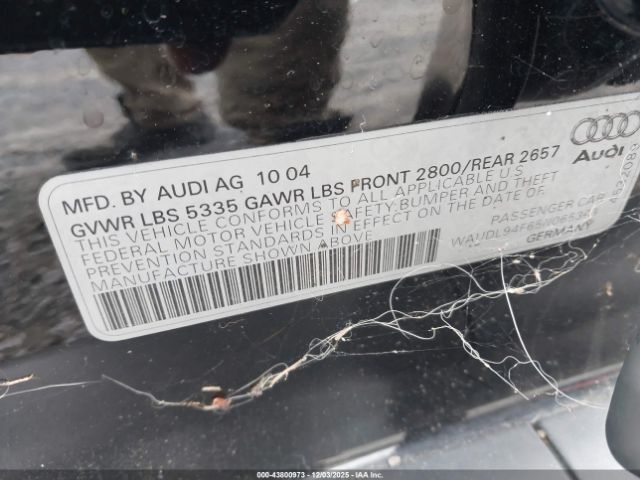 MFD. BY AUDI AG 10 04
GVWR LBS 5335 GAWR LBS FRONT 2800/REAR 2657
THIS VEHICLE CONFORMS TO ALL APPLICABLE U.S
FEDERAL MOTOR VEHICLE SAFETY, BUMPER AND THEFT
PREVENTION STANDARDS IN EFFECT ON THE DATE OF
MANUFACTURE SHOWN ABOVE
Audi
PASSENGER CAR
GERMANY
000-43800973 | 12/03/2025 | IAAI.COM